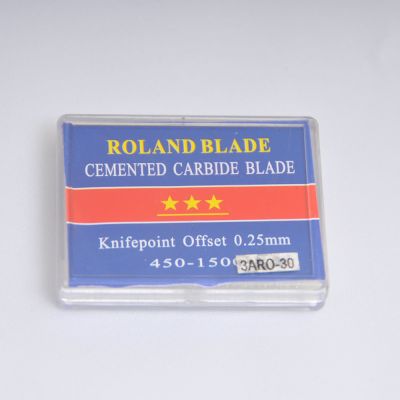 ROLAND BLADE
CEMENTED CARBIDE BLADE
★★★
Knifepoint Offset 0.25mm
450-150
3ARO-30